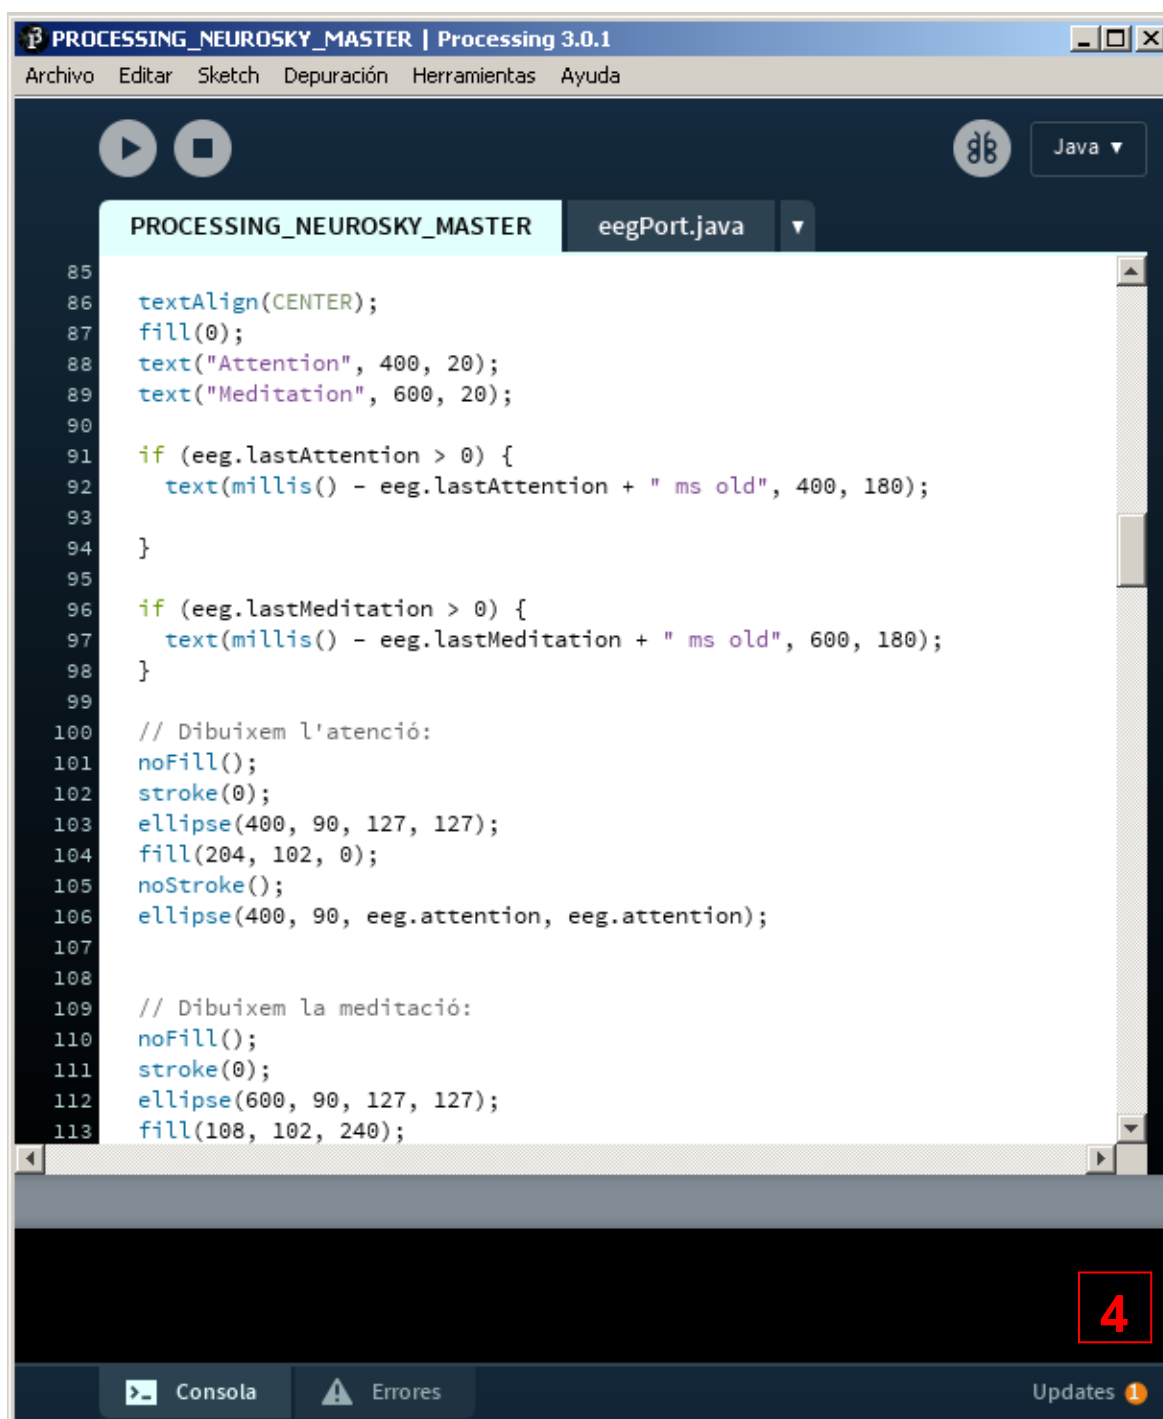 PROCESSING_NEUROSKY_MASTER | Processing 3.0.1
Archivo Editar Sketch Depuración Herramientas Ayuda
Java ▼
PROCESSING_NEUROSKY_MASTER eegPort.java ▼
85
86 textAlign(CENTER);
87 fill(0);
88 text("Attention", 400, 20);
89 text("Meditation", 600, 20);
90
91 if (eeg.lastAttention > 0) {
92 text(millis() - eeg.lastAttention + " ms old", 400, 180);
93
94 }
95
96 if (eeg.lastMeditation > 0) {
97 text(millis() - eeg.lastMeditation + " ms old", 600, 180);
98 }
99
100 // Dibuixem l'atenció:
101 noFill();
102 stroke(0);
103 ellipse(400, 90, 127, 127);
104 fill(204, 102, 0);
105 noStroke();
106 ellipse(400, 90, eeg.attention, eeg.attention);
107
108
109 // Dibuixem la meditació:
110 noFill();
111 stroke(0);
112 ellipse(600, 90, 127, 127);
113 fill(108, 102, 240);
4
Consola Errores Updates 1